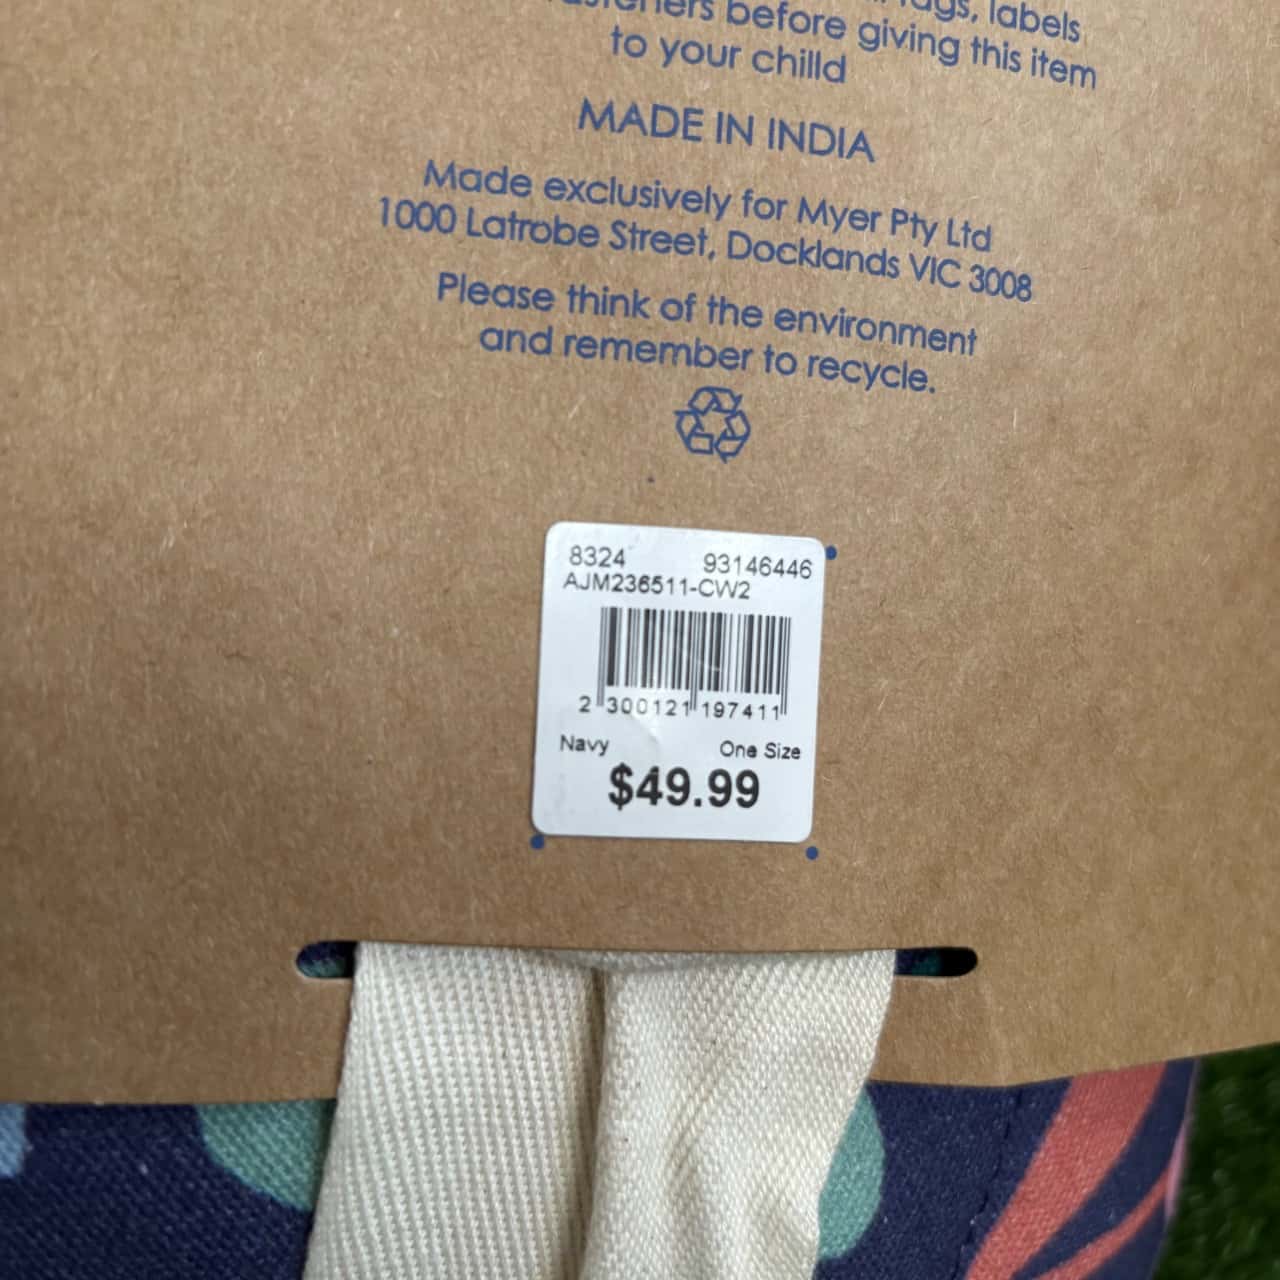 labels
before giving this item
to your chilld
MADE IN INDIA
Made exclusively for Myer Pty Ltd
1000 Latrobe Street, Docklands VIC 3008
Please think of the environment
and remember to recycle.
8324 93146446
AJM236511-CW2
2 300121 197411
Navy One Size
$49.99